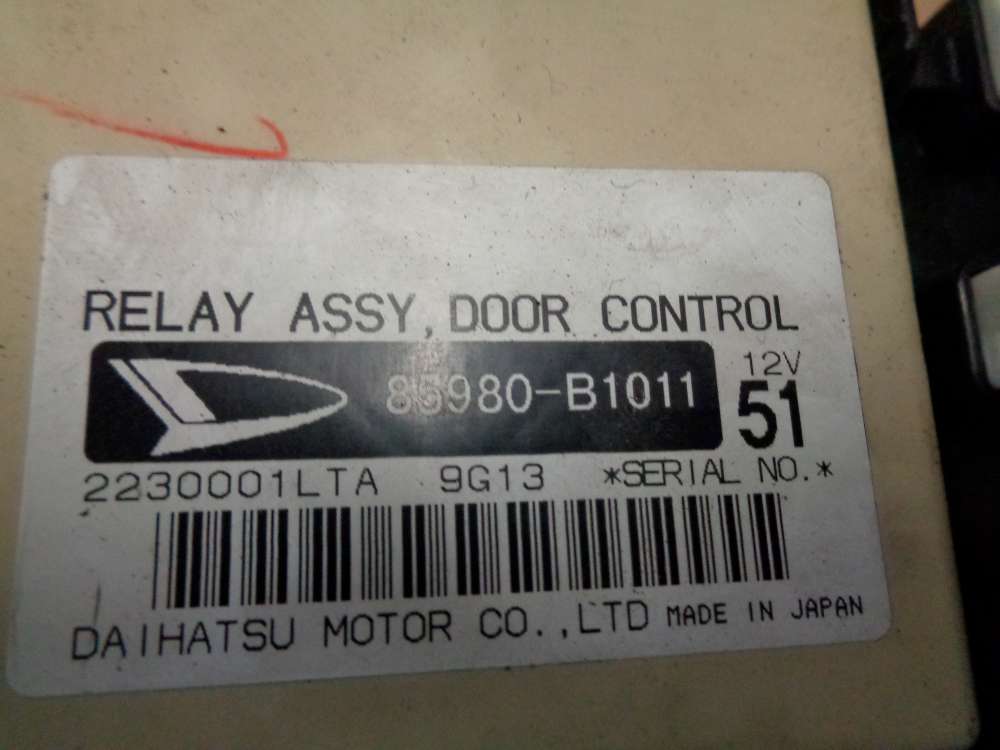 RELAY ASSY, DOOR CONTROL
85980-B1011
12V
51
2230001LTA 9G13 *SERIAL NO.*
DAIHATSU MOTOR CO.,LTD MADE IN JAPAN